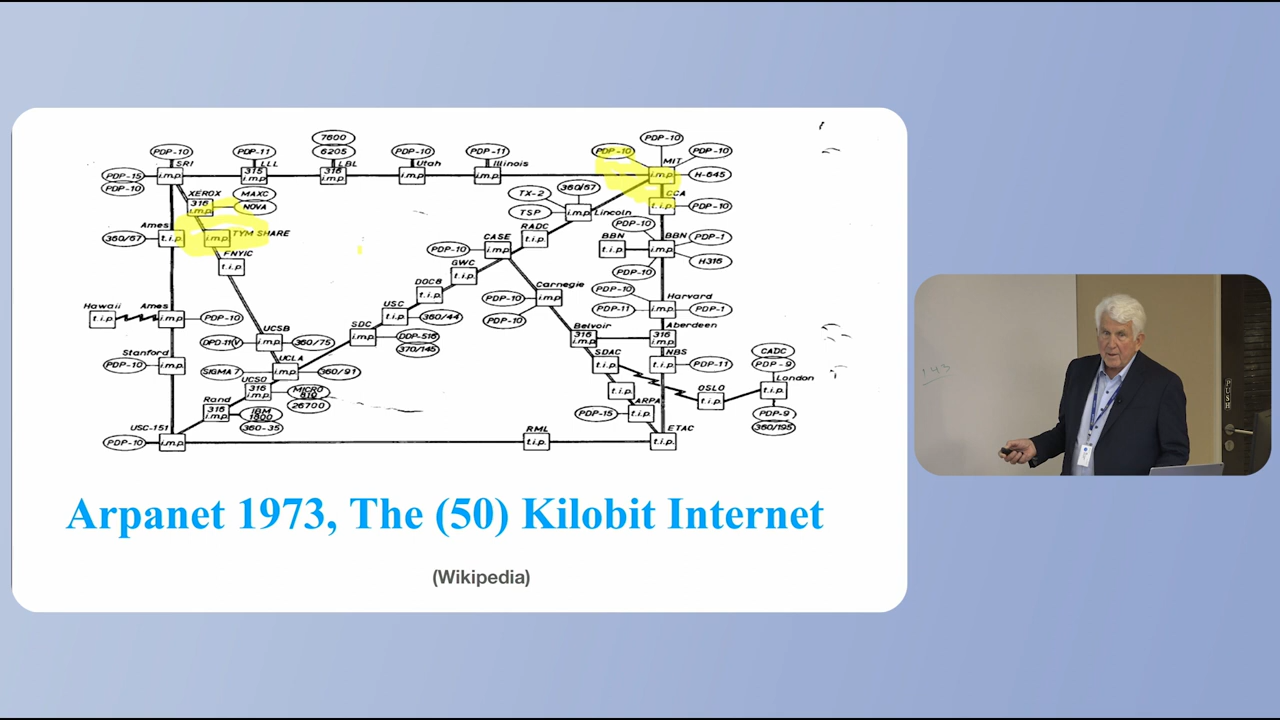 7600
PDP-10
PDP-10
PDP-11
6205
PDP-10
PDP-11
PDP-10
PDP-10
SRI
LLL
LBL
Utah
Illinois
MIT
PDP-15
i.m.p.
316
i.m.p.
316
i.m.p.
i.m.p.
i.m.p.
i.m.p.
H-645
PDP-10
XEROX
MAXC
TX-2
360/67
CCA
316
i.m.p.
NOVA
t.i.p.
PDP-10
TSP
i.m.p.
Lincoln
Ames
RADC
PDP-10
360/67
t.i.p.
i.m.p.
TYM SHARE
CASE
t.i.p.
BBN
BBN
PDP-1
PDP-10
i.m.p.
t.i.p.
i.m.p.
FNYIC
GWC
H316
t.i.p.
t.i.p.
PDP-10
DOCB
Carnegie
PDP-10
t.i.p.
PDP-10
i.m.p.
Harvard
Hawaii
Ames
USC
PDP-11
i.m.p.
PDP-1
t.i.p.
i.m.p.
PDP-10
t.i.p.
360/44
PDP-10
UCSB
SDC
Belvoir
Aberdeen
i.m.p.
360/75
i.m.p.
DDP-516
316
i.m.p.
316
i.m.p.
370/145
Stanford
UCLA
SDAC
NBS
CADC
PDP-10
i.m.p.
SIGMA 7
i.m.p.
360/91
t.i.p.
t.i.p.
PDP-11
PDP-9
UCSD
London
316
i.m.p.
MICRO
810
t.i.p.
OSLO
t.i.p.
t.i.p.
Rand
26700
ARPA
316
i.m.p.
IBM
1800
PDP-15
t.i.p.
PDP-9
USC-151
360-35
RML
ETAC
360/195
PDP-10
i.m.p.
t.i.p.
t.i.p.
Arpanet 1973, The (50) Kilobit Internet
(Wikipedia)
PUSH